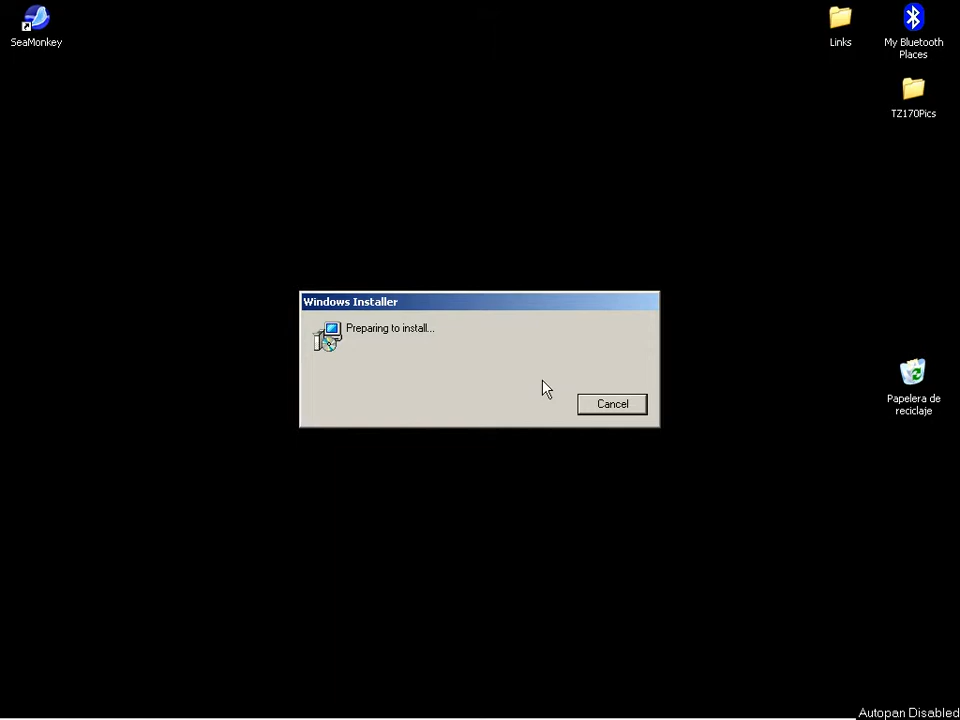 SeaMonkey
Links
My Bluetooth
Places
TZ170Pics
Windows Installer
Preparing to install...
Cancel
Papelera de
reciclaje
Autopan Disabled